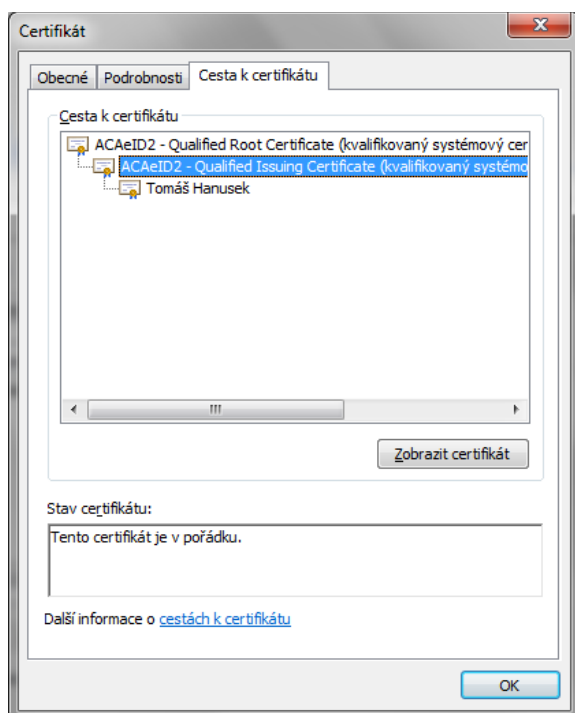 Certifikát
Obecné Podrobnosti Cesta k certifikátu
Cesta k certifikátu
ACAeID2 - Qualified Root Certificate (kvalifikovaný systémový cer
ACAeID2 - Qualified Issuing Certificate (kvalifikovaný systémo
Tomáš Hanusek
Zobrazit certifikát
Stav certifikátu:
Tento certifikát je v pořádku.
Další informace o cestách k certifikátu
OK